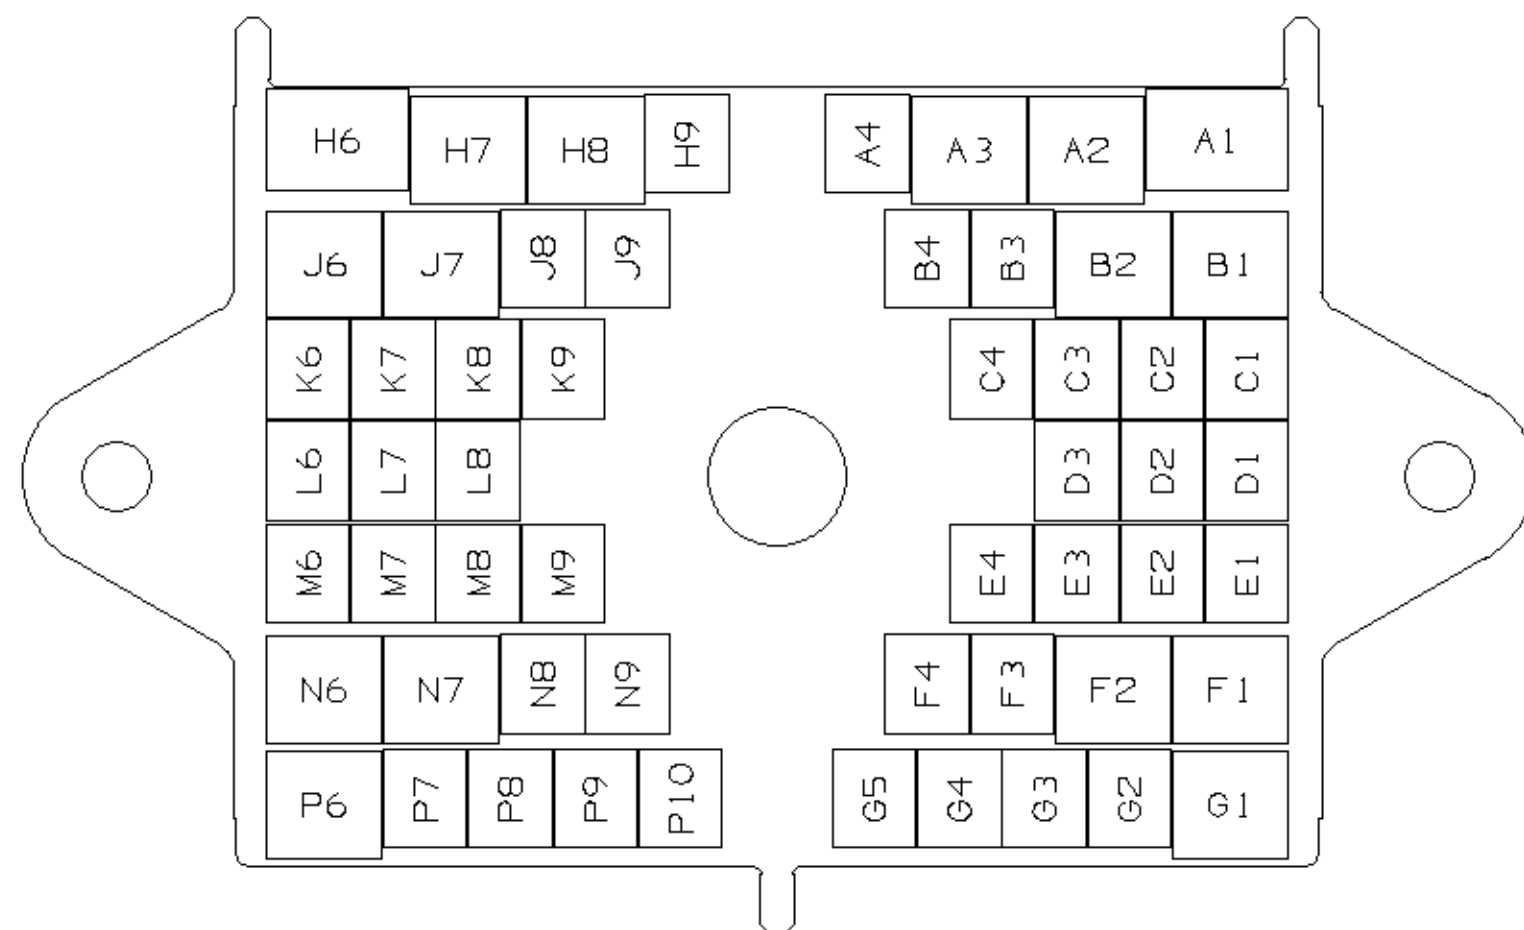 H6 H7 H8 H9 A4 A3 A2 A1
J6 J7 J8 J9 B4 B3 B2 B1
K6 K7 K8 K9 C4 C3 C2 C1
L6 L7 L8 D3 D2 D1
M6 M7 M8 M9 E4 E3 E2 E1
N6 N7 N8 N9 F4 F3 F2 F1
P6 P7 P8 P9 P10 G5 G4 G3 G2 G1